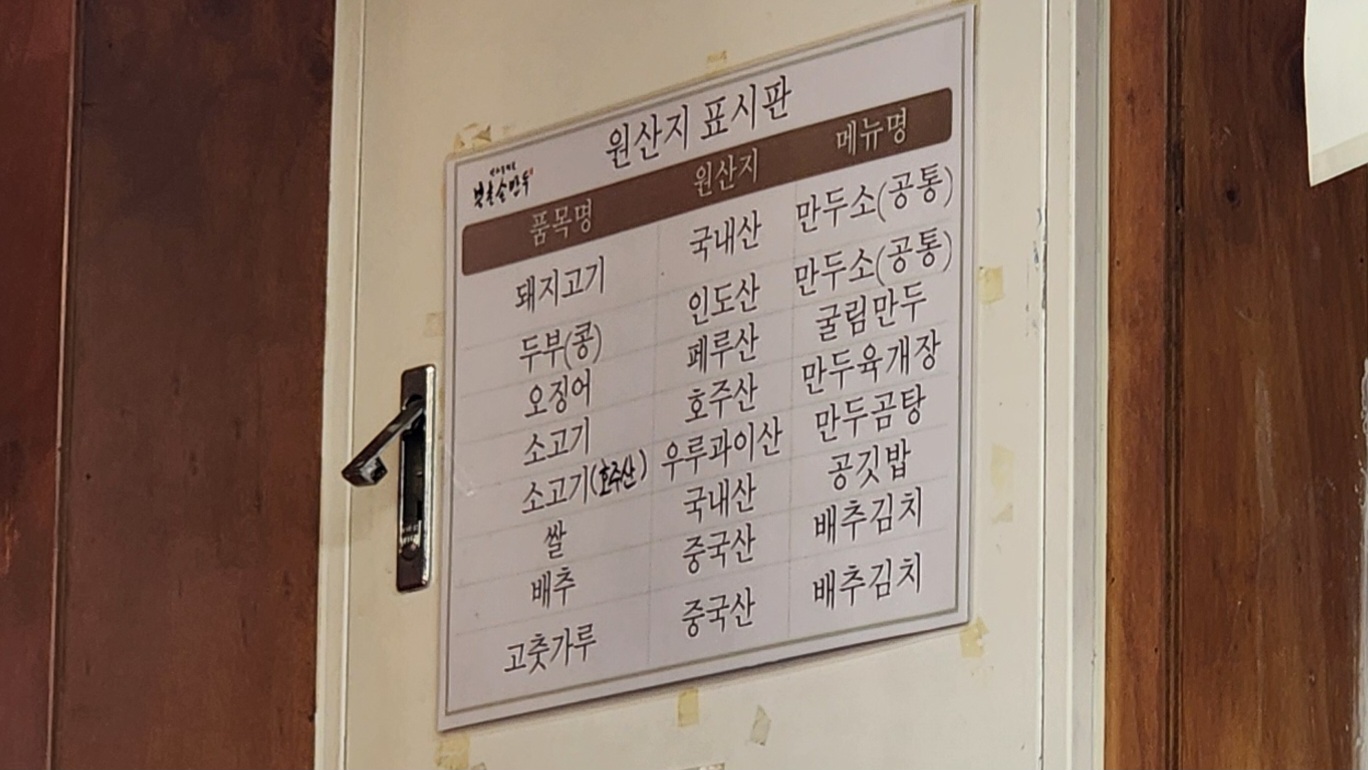 원산지 표시판
북촌손만두
품목명 원산지 메뉴명
돼지고기 국내산 만두소(공통)
두부(콩) 인도산 만두소(공통)
오징어 페루산 굴림만두
소고기 호주산 만두육개장
소고기(호주산) 우루과이산 만두곰탕
쌀 국내산 공깃밥
배추 중국산 배추김치
고춧가루 중국산 배추김치